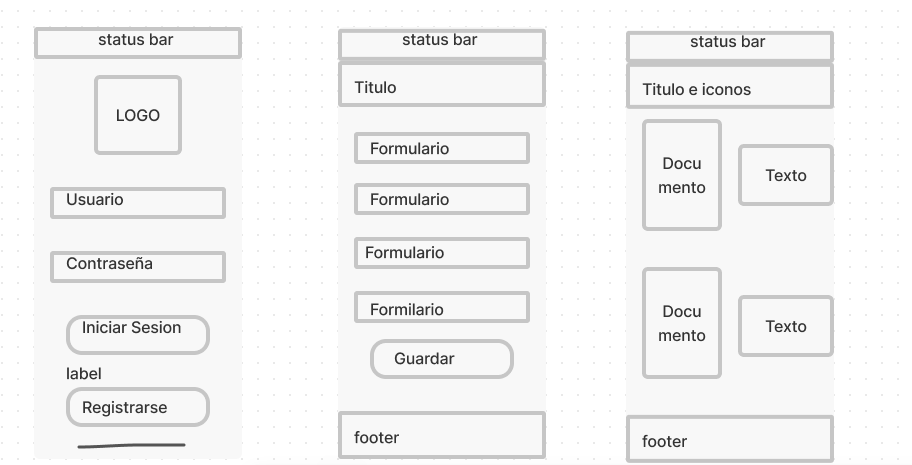 status bar
LOGO
Usuario
Contraseña
Iniciar Sesion
label
Registrarse
status bar
Titulo
Formulario
Formulario
Formulario
Formilario
Guardar
footer
status bar
Titulo e iconos
Docu
mento
Texto
Docu
mento
Texto
footer